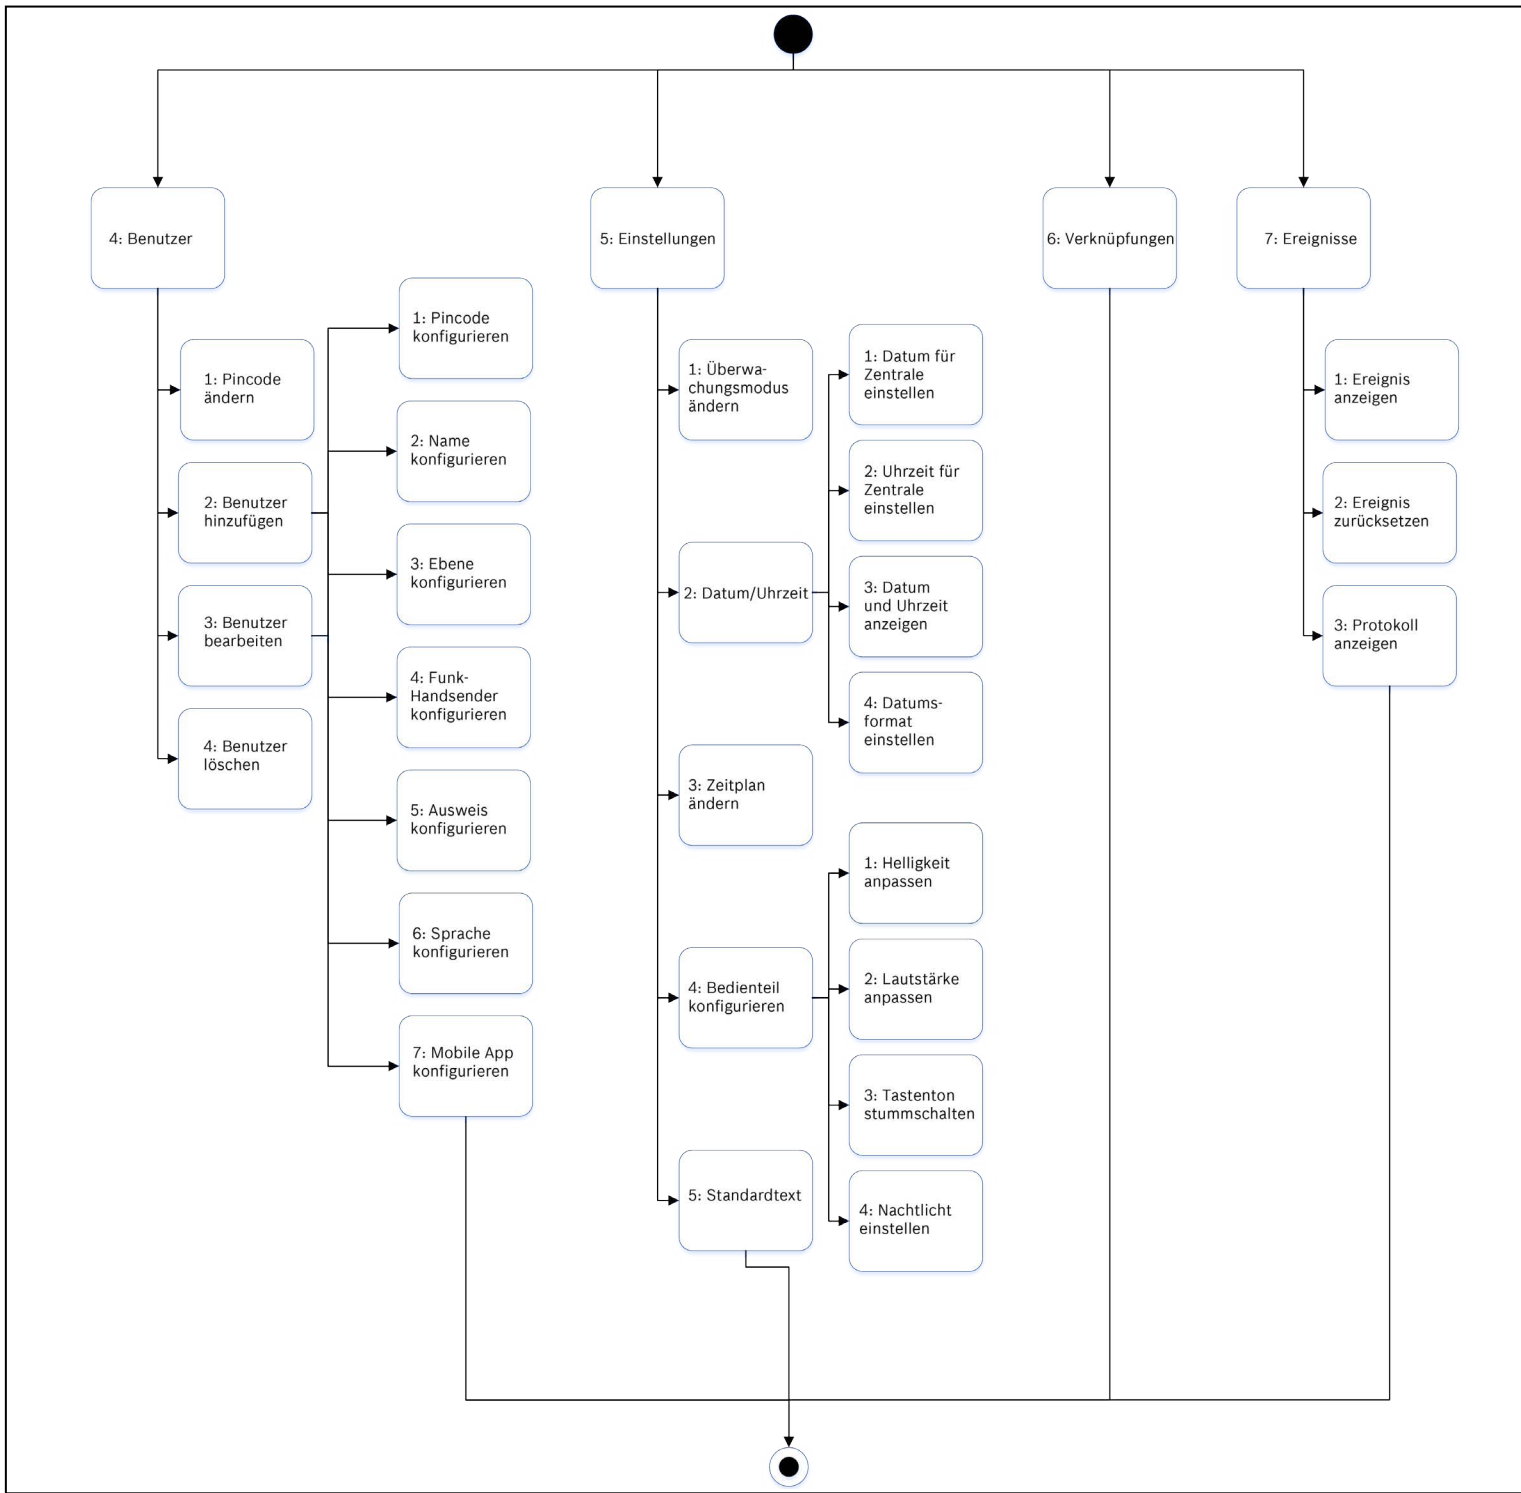 4: Benutzer
1: Pincode
ändern
2: Benutzer
hinzufügen
3: Benutzer
bearbeiten
4: Benutzer
löschen
1: Pincode
konfigurieren
2: Name
konfigurieren
3: Ebene
konfigurieren
4: Funk-
Handsender
konfigurieren
5: Ausweis
konfigurieren
6: Sprache
konfigurieren
7: Mobile App
konfigurieren
5: Einstellungen
1: Überwa-
chungsmodus
ändern
2: Datum/Uhrzeit
3: Zeitplan
ändern
4: Bedienteil
konfigurieren
5: Standardtext
1: Datum für
Zentrale
einstellen
2: Uhrzeit für
Zentrale
einstellen
3: Datum
und Uhrzeit
anzeigen
4: Datums-
format
einstellen
1: Helligkeit
anpassen
2: Lautstärke
anpassen
3: Tastenton
stummschalten
4: Nachtlicht
einstellen
6: Verknüpfungen
7: Ereignisse
1: Ereignis
anzeigen
2: Ereignis
zurücksetzen
3: Protokoll
anzeigen